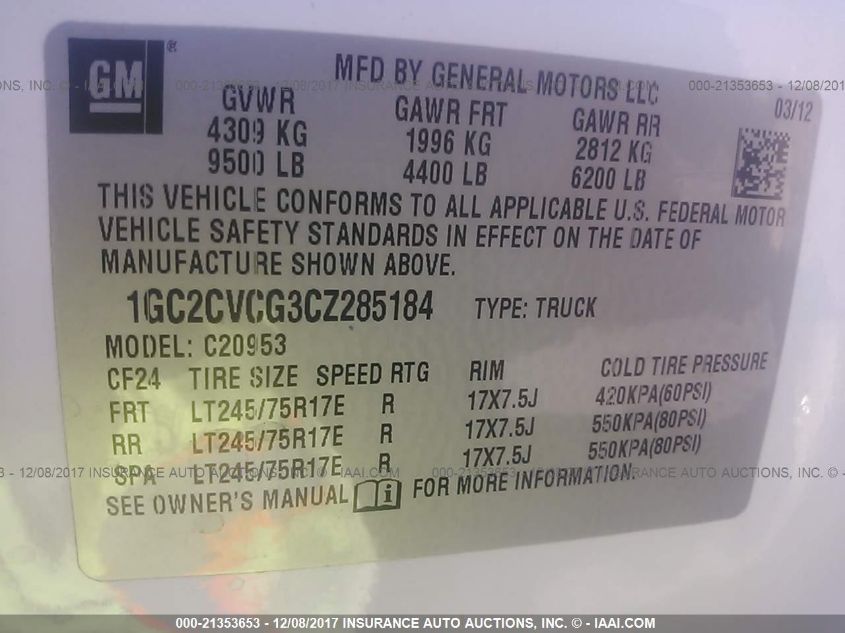 GM ®
MFD BY GENERAL MOTORS LLC
03/12
GVWR GAWR FRT GAWR RR
4309 KG 1996 KG 2812 KG
9500 LB 4400 LB 6200 LB
THIS VEHICLE CONFORMS TO ALL APPLICABLE U.S. FEDERAL MOTOR
VEHICLE SAFETY STANDARDS IN EFFECT ON THE DATE OF
MANUFACTURE SHOWN ABOVE.
1GC2CVCG3CZ285184 TYPE: TRUCK
MODEL: C20953
CF24 TIRE SIZE SPEED RTG RIM COLD TIRE PRESSURE
FRT LT245/75R17E R 17X7.5J 420KPA(60PSI)
RR LT245/75R17E R 17X7.5J 550KPA(80PSI)
SPA LT245/75R17E R 17X7.5J 550KPA(80PSI)
SEE OWNER'S MANUAL i FOR MORE INFORMATION.
000-21353653 - 12/08/2017 INSURANCE AUTO AUCTIONS, INC. - © IAAI.COM